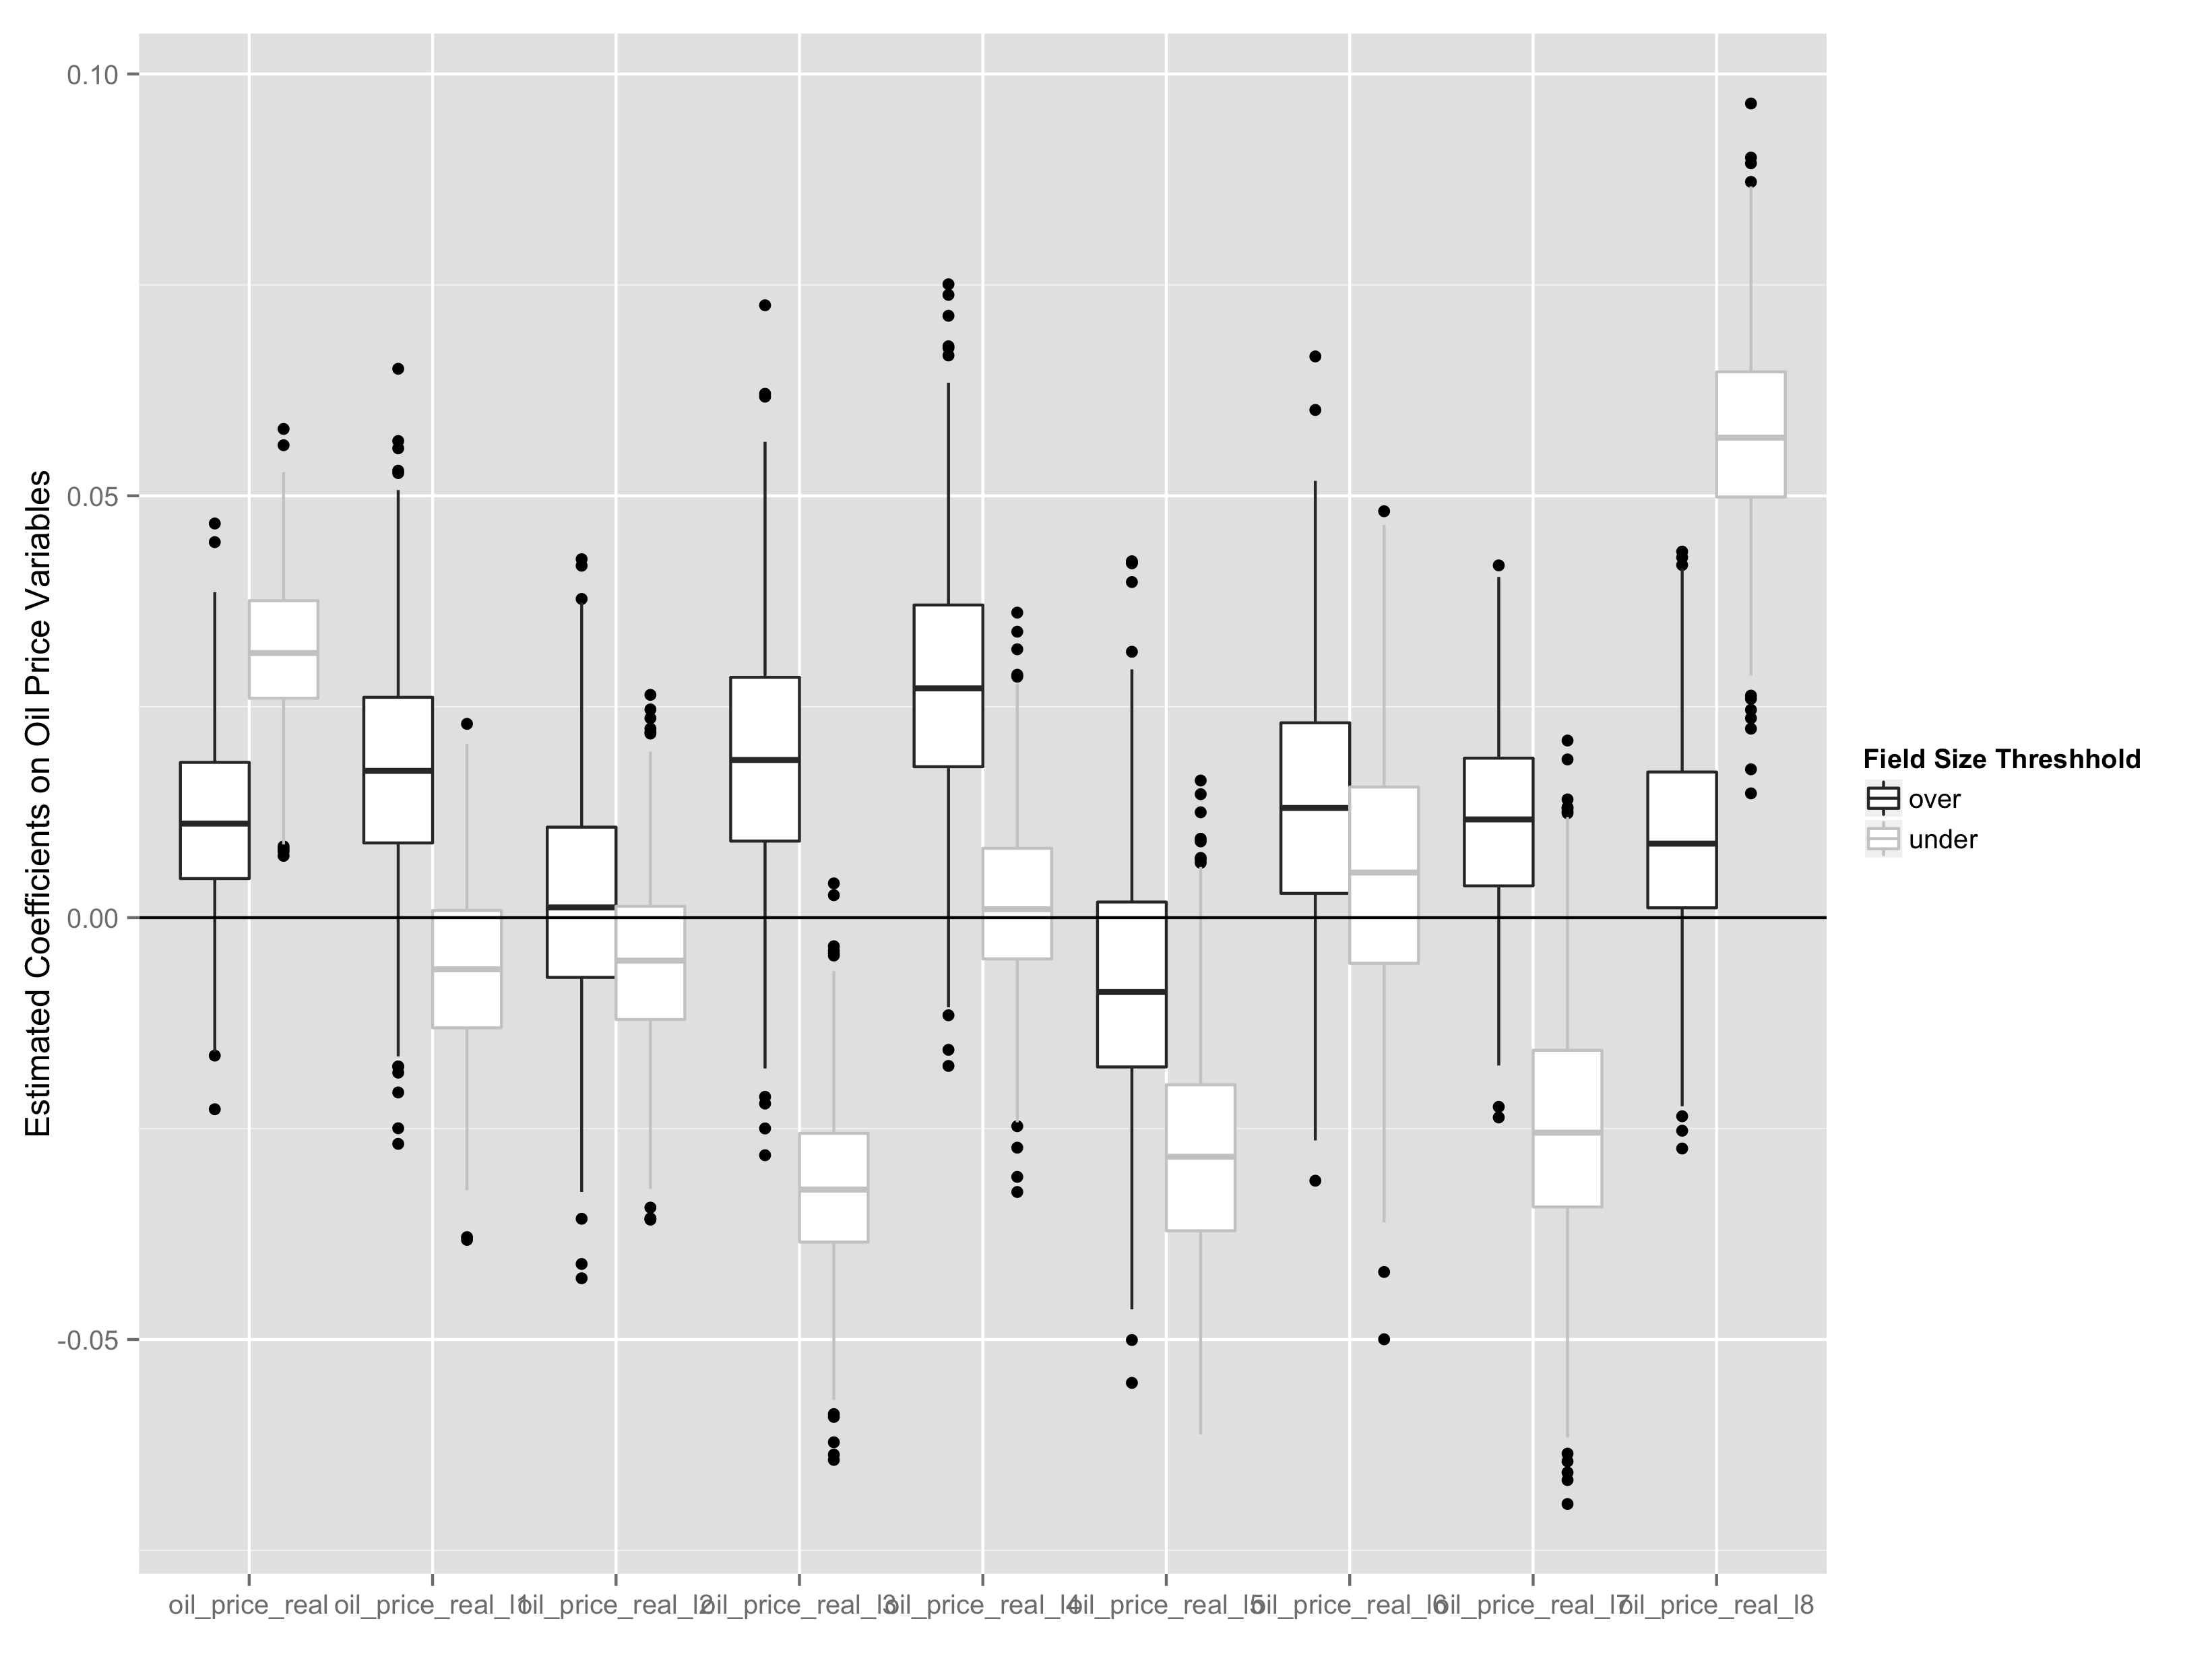 Estimated Coefficients on Oil Price Variables
0.10
0.05
0.00
-0.05
oil_price_real oil_price_real_l1 oil_price_real_l2 oil_price_real_l3 oil_price_real_l4 oil_price_real_l5 oil_price_real_l6 oil_price_real_l7 oil_price_real_l8
Field Size Threshhold
over
under